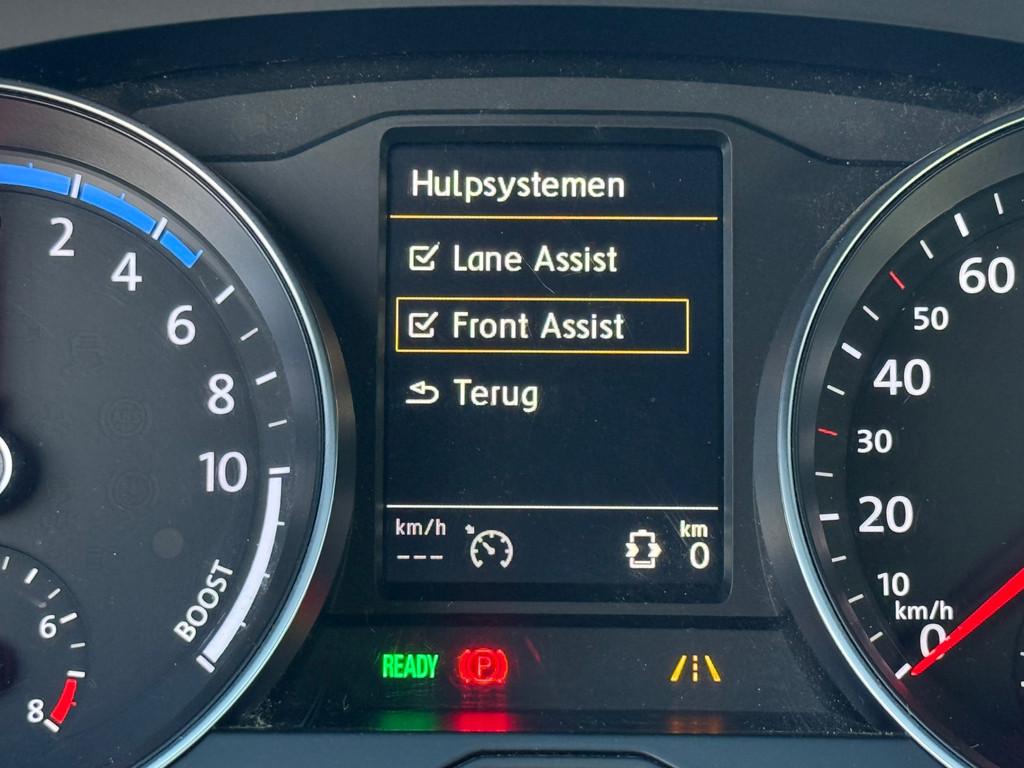 Hulpsystemen
Lane Assist
Front Assist
Terug
km/h
---
km
0
READY
P
2
4
6
8
10
BOOST
6
8
60
50
40
30
20
10
km/h
0